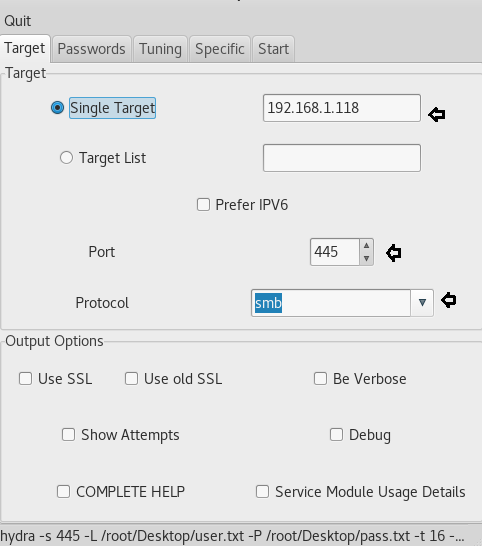 Quit
Target Passwords Tuning Specific Start
Target
Single Target 192.168.1.118
Target List
Prefer IPV6
Port 445
Protocol smb
Output Options
Use SSL Use old SSL Be Verbose
Show Attempts Debug
COMPLETE HELP Service Module Usage Details
hydra -s 445 -L /root/Desktop/user.txt -P /root/Desktop/pass.txt -t 16 -...